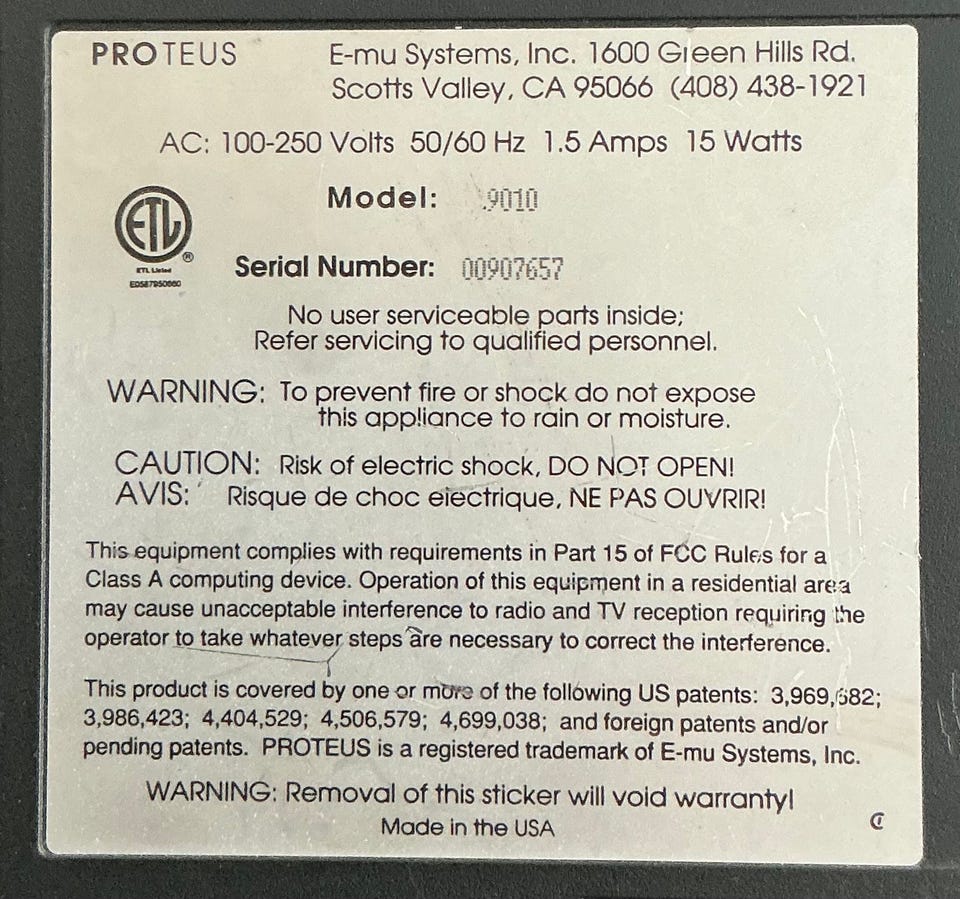 PROTEUS E-mu Systems, Inc. 1600 Green Hills Rd.
Scotts Valley, CA 95066 (408) 438-1921
AC: 100-250 Volts 50/60 Hz 1.5 Amps 15 Watts
Model: 9010
ETL®
ETL Listed
Serial Number: 00907657
No user serviceable parts inside;
Refer servicing to qualified personnel.
WARNING: To prevent fire or shock do not expose
this appliance to rain or moisture.
CAUTION: Risk of electric shock, DO NOT OPEN!
AVIS: Risque de choc electrique, NE PAS OUVRIR!
This equipment complies with requirements in Part 15 of FCC Rules for a
Class A computing device. Operation of this equipment in a residential area
may cause unacceptable interference to radio and TV reception requiring the
operator to take whatever steps are necessary to correct the interference.
This product is covered by one or more of the following US patents: 3,969,682;
3,986,423; 4,404,529; 4,506,579; 4,699,038; and foreign patents and/or
pending patents. PROTEUS is a registered trademark of E-mu Systems, Inc.
WARNING: Removal of this sticker will void warranty!
Made in the USA